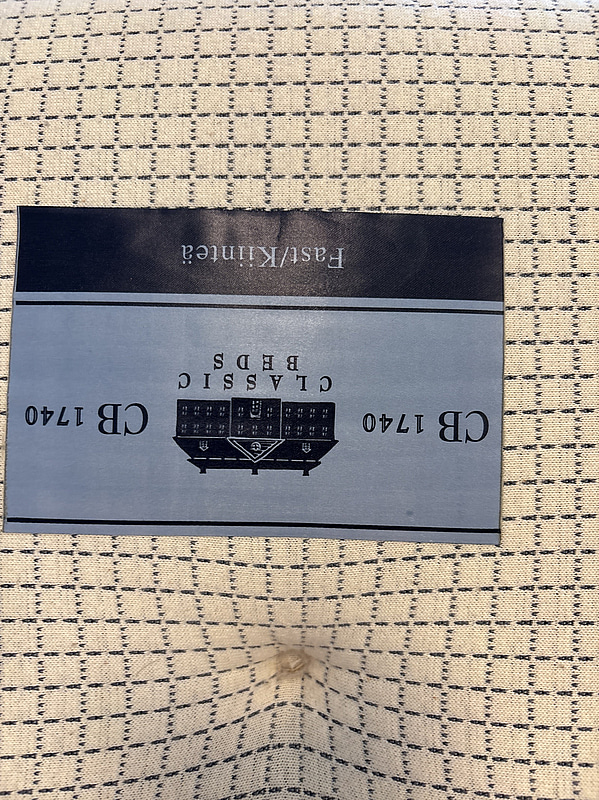 CB 1740
CLASSIC
BEDS
CB 1740
Fast/Kiinteä